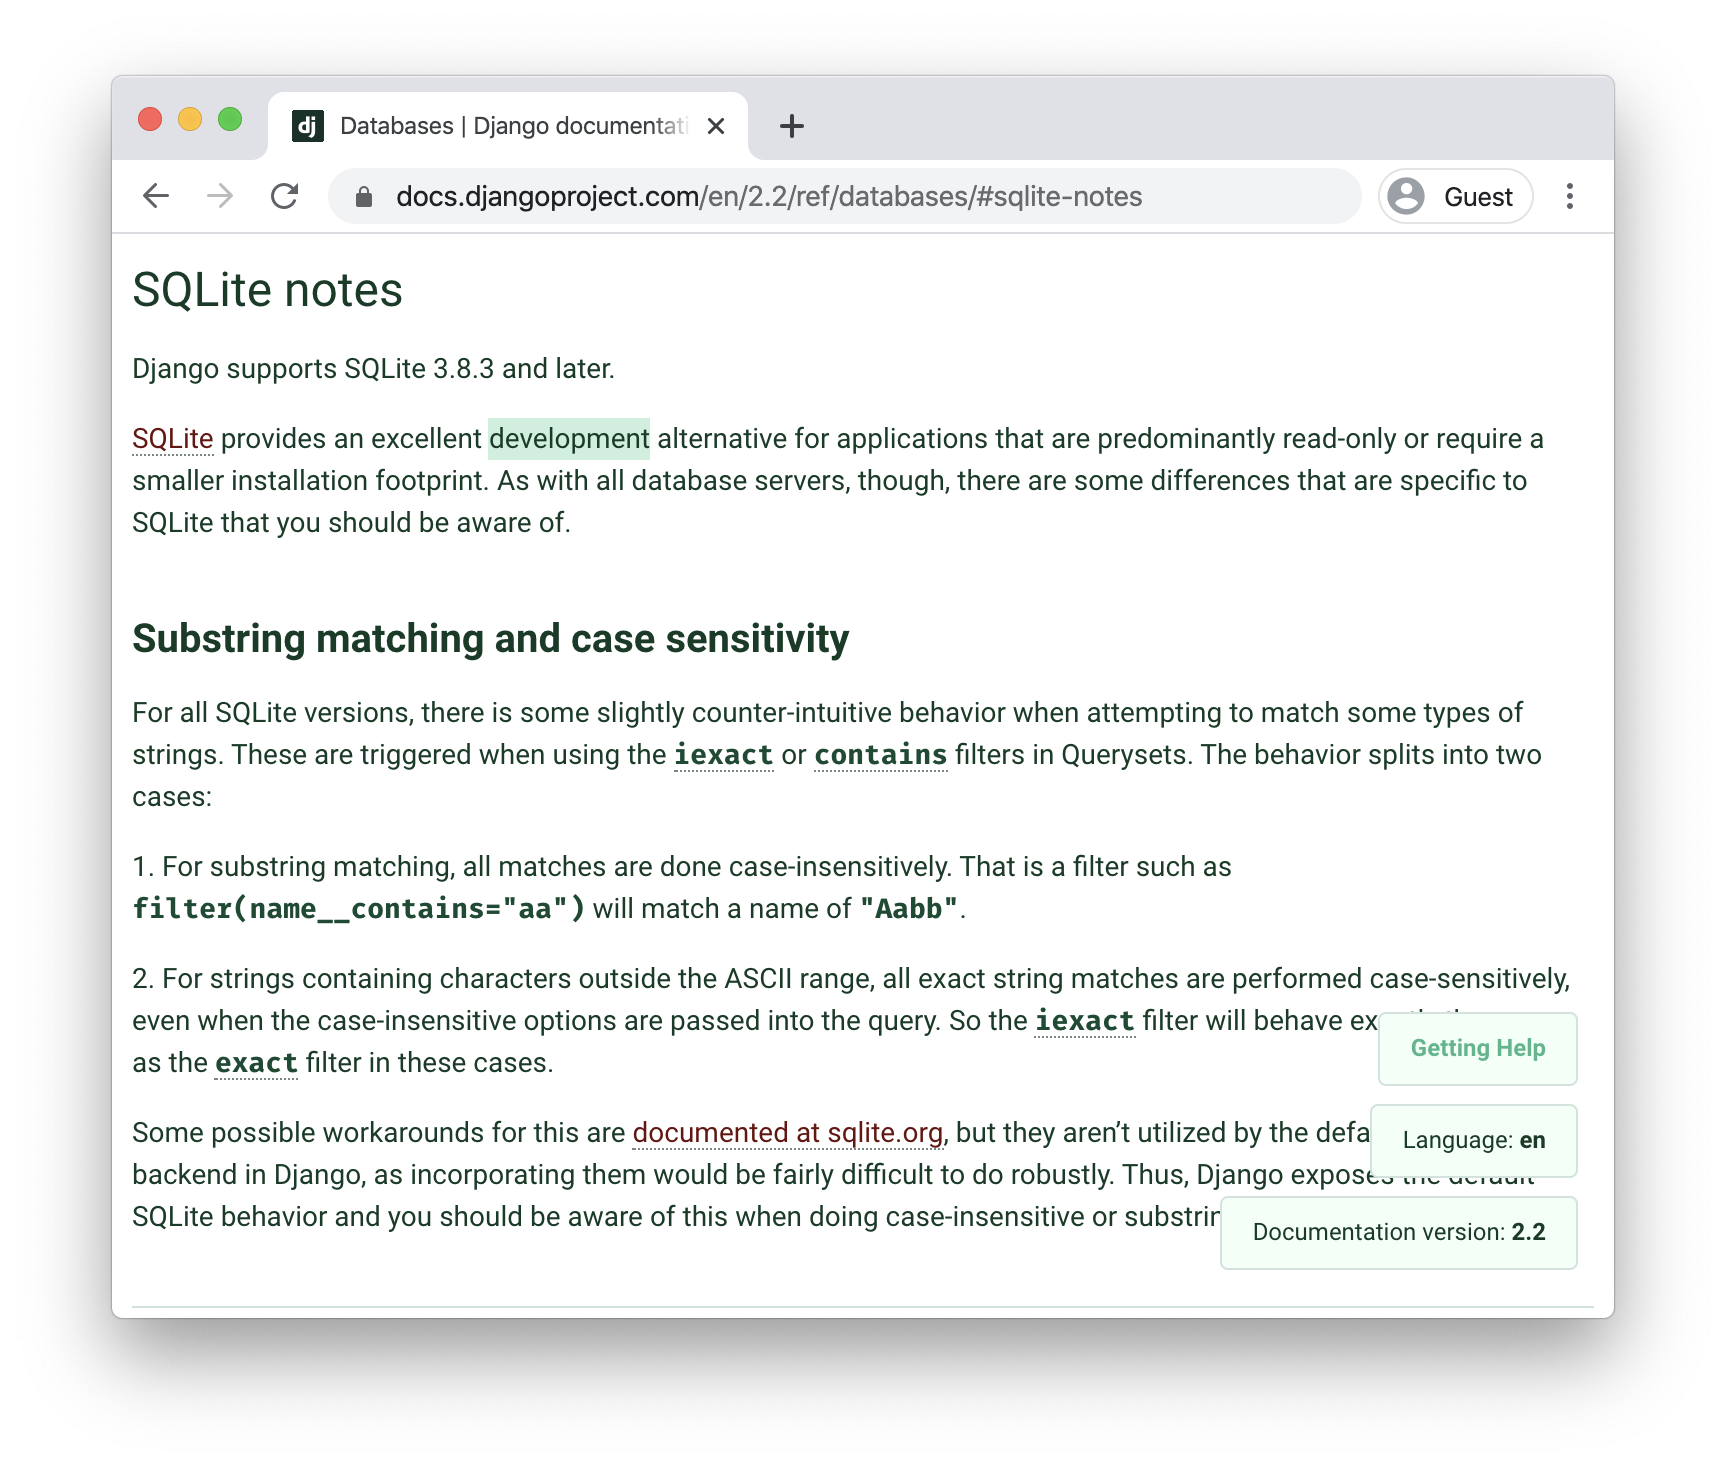 dj Databases | Django documentati
docs.djangoproject.com/en/2.2/ref/databases/#sqlite-notes Guest
SQLite notes
Django supports SQLite 3.8.3 and later.
SQLite provides an excellent development alternative for applications that are predominantly read-only or require a
smaller installation footprint. As with all database servers, though, there are some differences that are specific to
SQLite that you should be aware of.
Substring matching and case sensitivity
For all SQLite versions, there is some slightly counter-intuitive behavior when attempting to match some types of
strings. These are triggered when using the iexact or contains filters in Querysets. The behavior splits into two
cases:
1. For substring matching, all matches are done case-insensitively. That is a filter such as
filter(name__contains="aa") will match a name of "Aabb".
2. For strings containing characters outside the ASCII range, all exact string matches are performed case-sensitively,
even when the case-insensitive options are passed into the query. So the iexact filter will behave
as the exact filter in these cases.
Getting Help
Some possible workarounds for this are documented at sqlite.org, but they aren’t utilized by the defa
Language: en
backend in Django, as incorporating them would be fairly difficult to do robustly. Thus, Django exposes the default
SQLite behavior and you should be aware of this when doing case-insensitive or substrin
Documentation version: 2.2